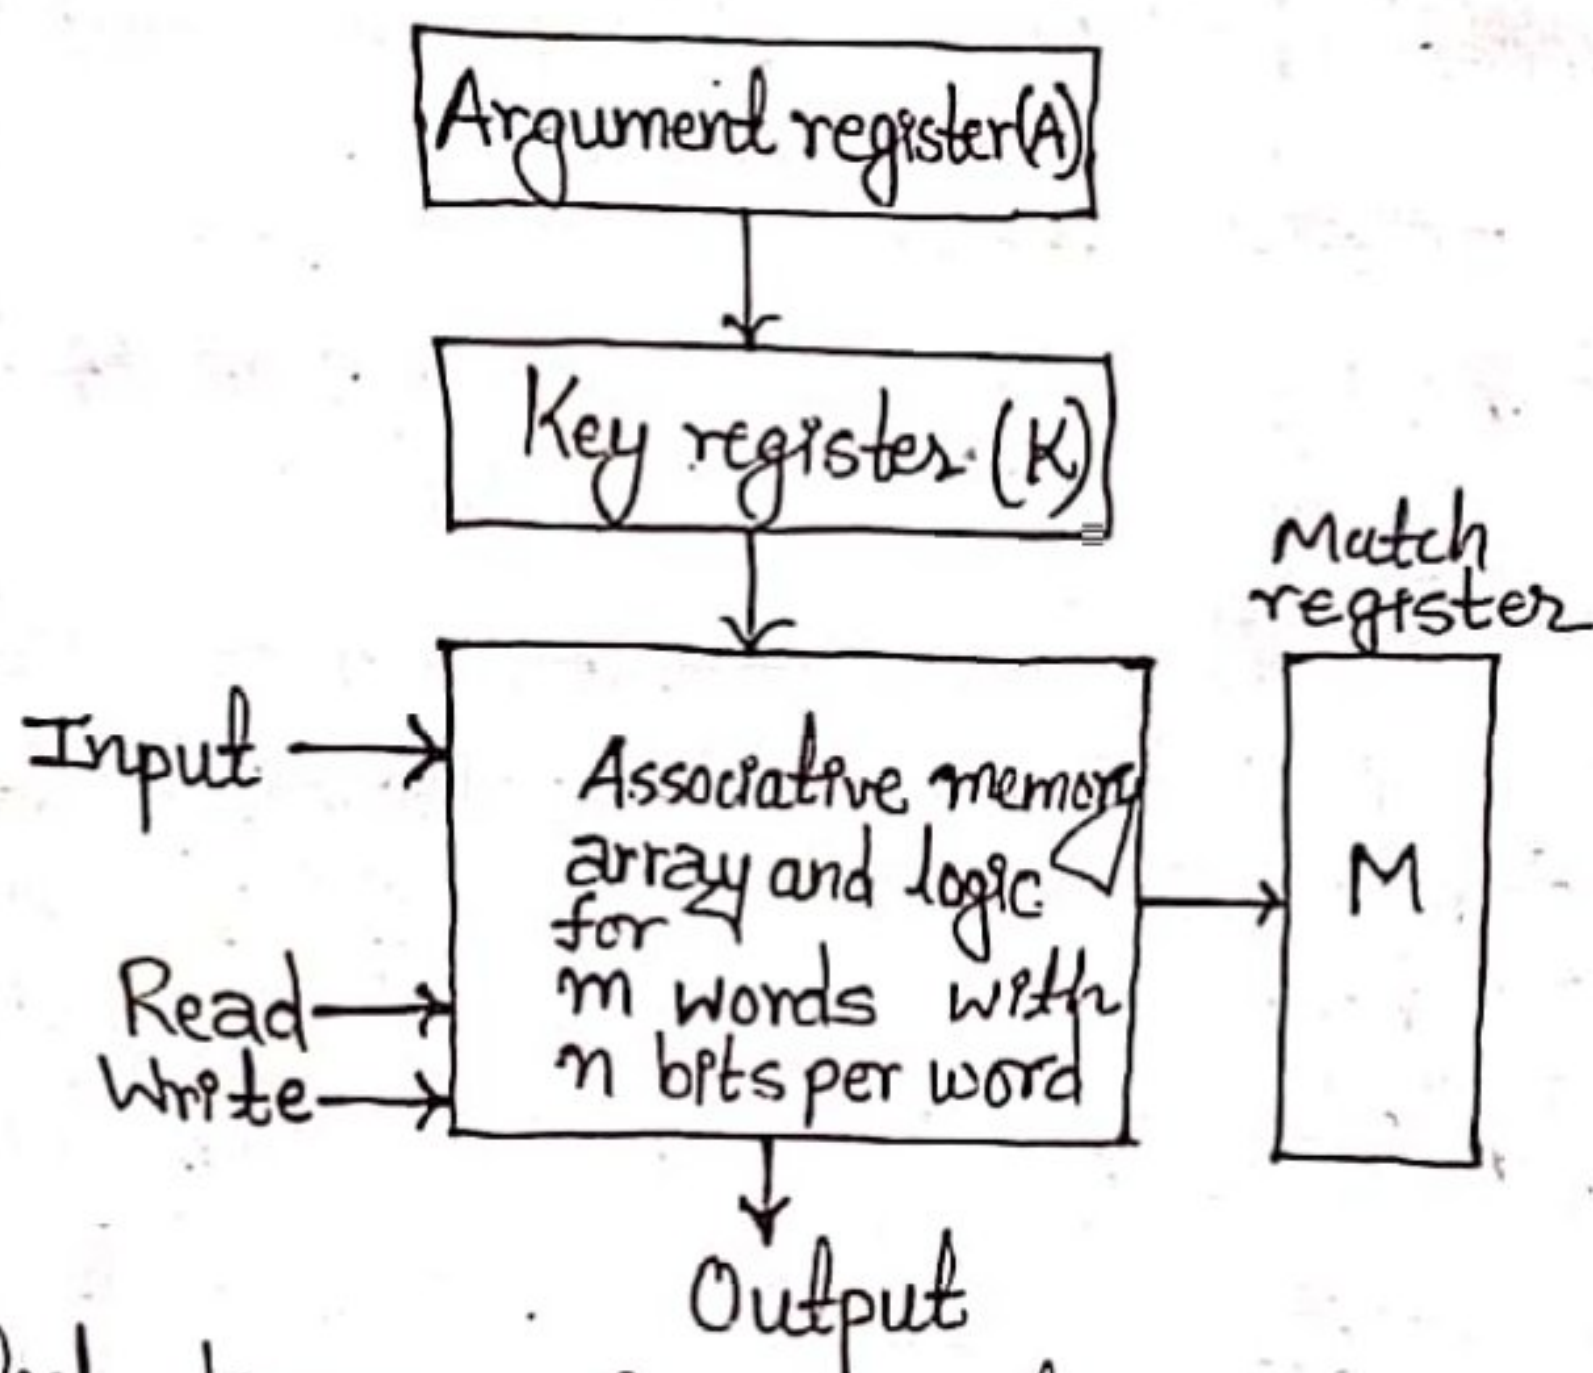 Argument register(A)
Key register (K)
Match
register
Input
Associative memory
array and logic
for
m words with
n bits per word
M
Read
Write
Output